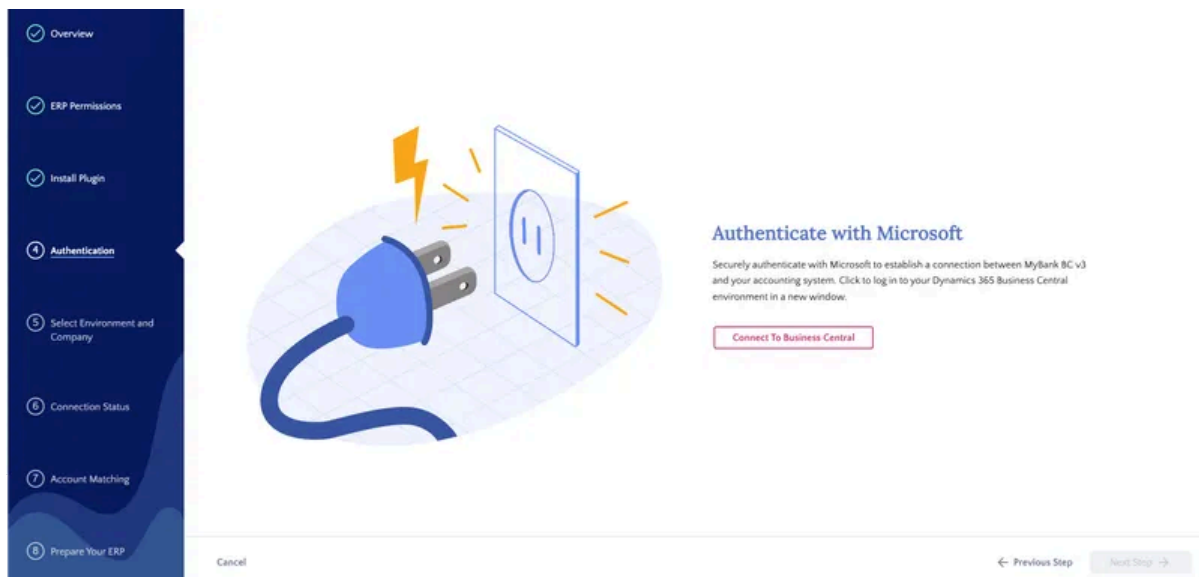 Overview
ERP Permissions
Install Plugin
4 Authentication
5 Select Environment and
Company
6 Connection Status
7 Account Matching
8 Prepare Your ERP
Authenticate with Microsoft
Securely authenticate with Microsoft to establish a connection between MyBank BC v3
and your accounting system. Click to log in to your Dynamics 365 Business Central
environment in a new window.
Connect To Business Central
Cancel
← Previous Step
Next Step →